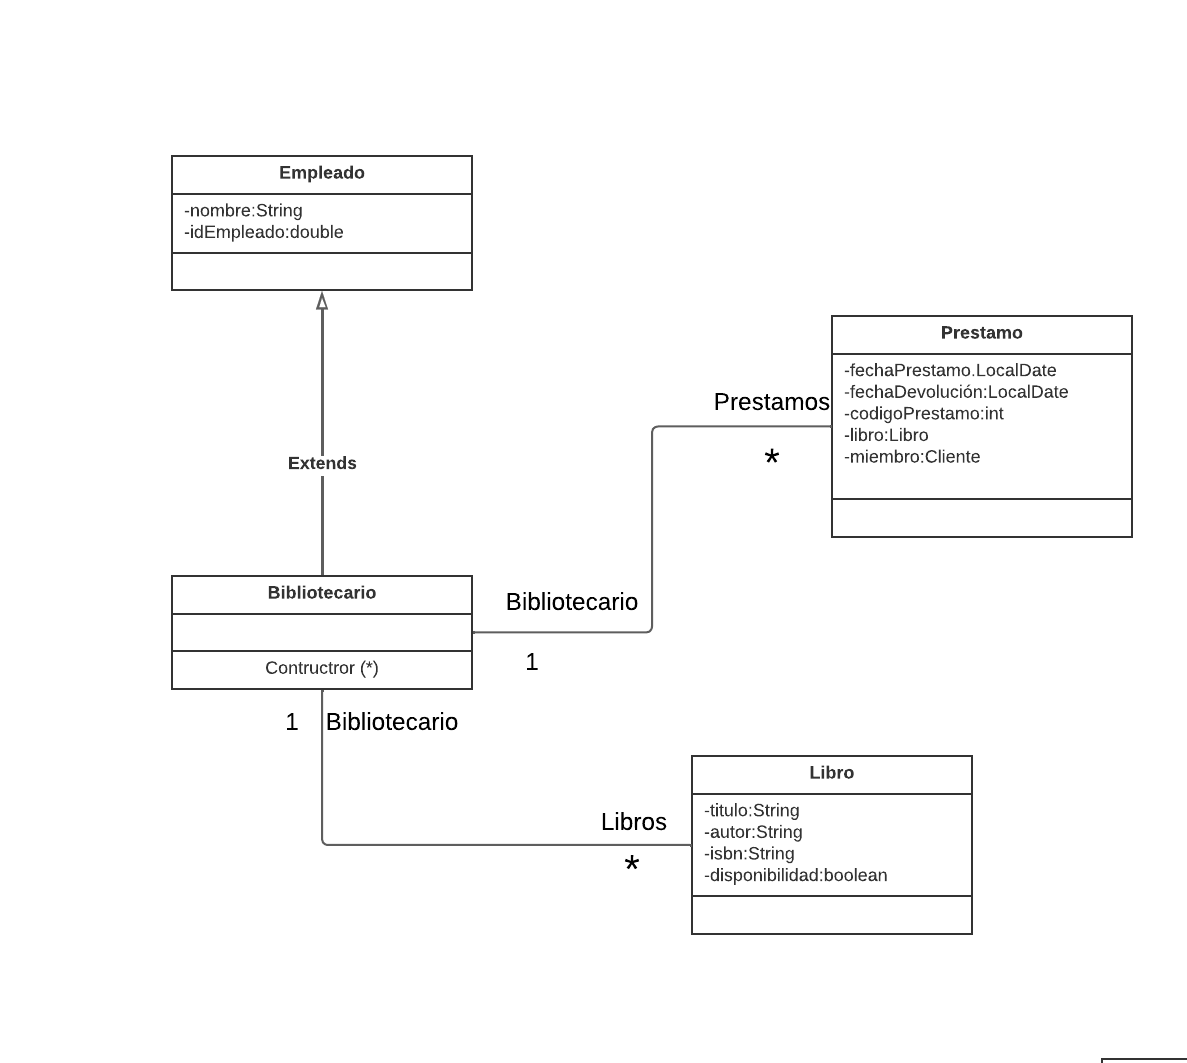 Empleado
-nombre:String
-idEmpleado:double
Extends
Prestamo
-fechaPrestamo.LocalDate
-fechaDevolución:LocalDate
-codigoPrestamo:int
-libro:Libro
-miembro:Cliente
Prestamos
*
Bibliotecario
Contructror (*)
Bibliotecario
1
1 Bibliotecario
Libros
*
Libro
-titulo:String
-autor:String
-isbn:String
-disponibilidad:boolean